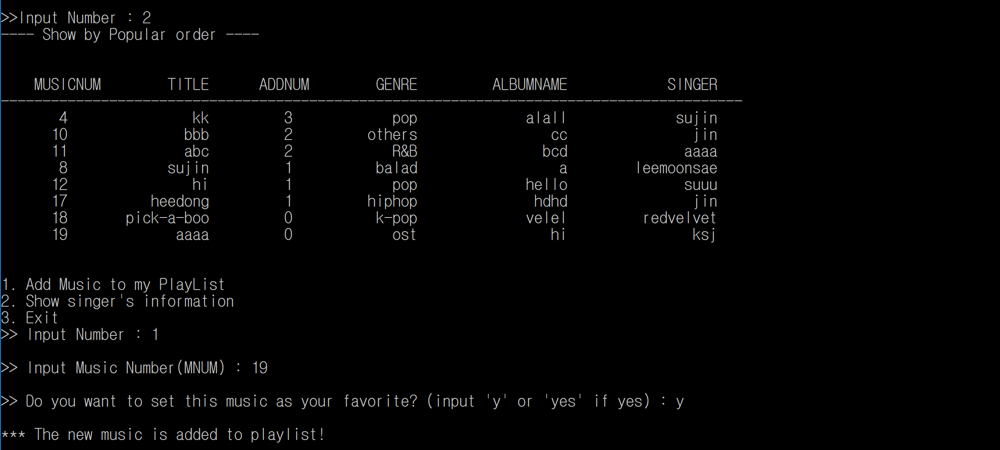 >>Input Number : 2
---- Show by Popular order ----
MUSICNUM TITLE ADDNUM GENRE ALBUMNAME SINGER
-----------------------------------------------------------------------------------------
4 kk 3 pop alall sujin
10 bbb 2 others cc jin
11 abc 2 R&B bcd aaaa
8 sujin 1 balad a leemoonsae
12 hi 1 pop hello suuu
17 heedong 1 hiphop hdhd jin
18 pick-a-boo 0 k-pop velel redvelvet
19 aaaa 0 ost hi ksj
1. Add Music to my PlayList
2. Show singer's information
3. Exit
>> Input Number : 1
>> Input Music Number(MNUM) : 19
>> Do you want to set this music as your favorite? (input 'y' or 'yes' if yes) : y
*** The new music is added to playlist!